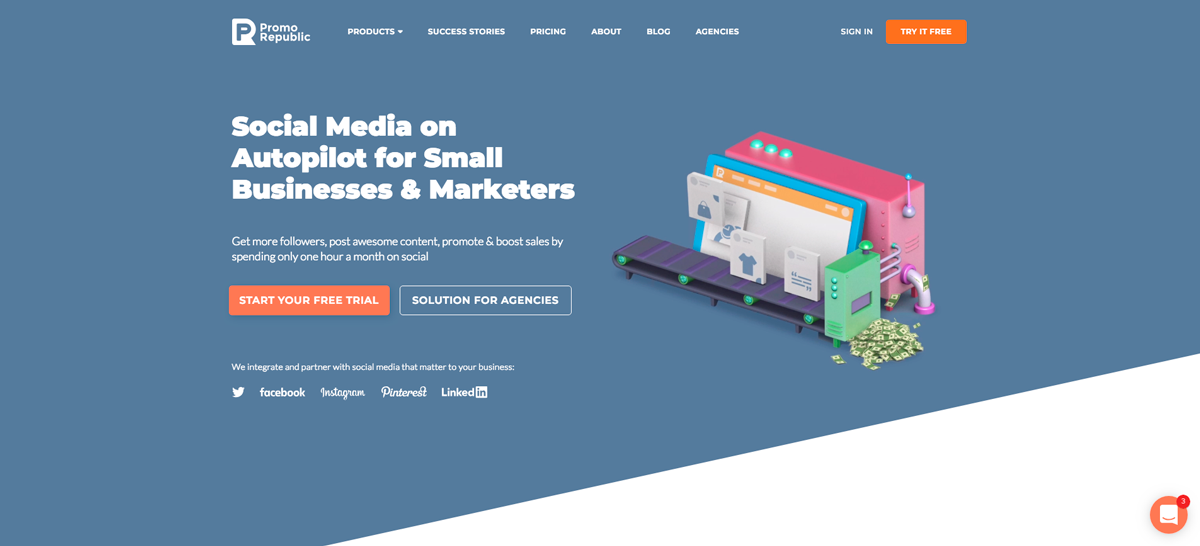 Promo
Republic
PRODUCTS
SUCCESS STORIES
PRICING
ABOUT
BLOG
AGENCIES
SIGN IN
TRY IT FREE
Social Media on
Autopilot for Small
Businesses & Marketers
Get more followers, post awesome content, promote & boost sales by
spending only one hour a month on social
START YOUR FREE TRIAL
SOLUTION FOR AGENCIES
We integrate and partner with social media that matter to your business:
facebook
Instagram
Pinterest
Linked in
3